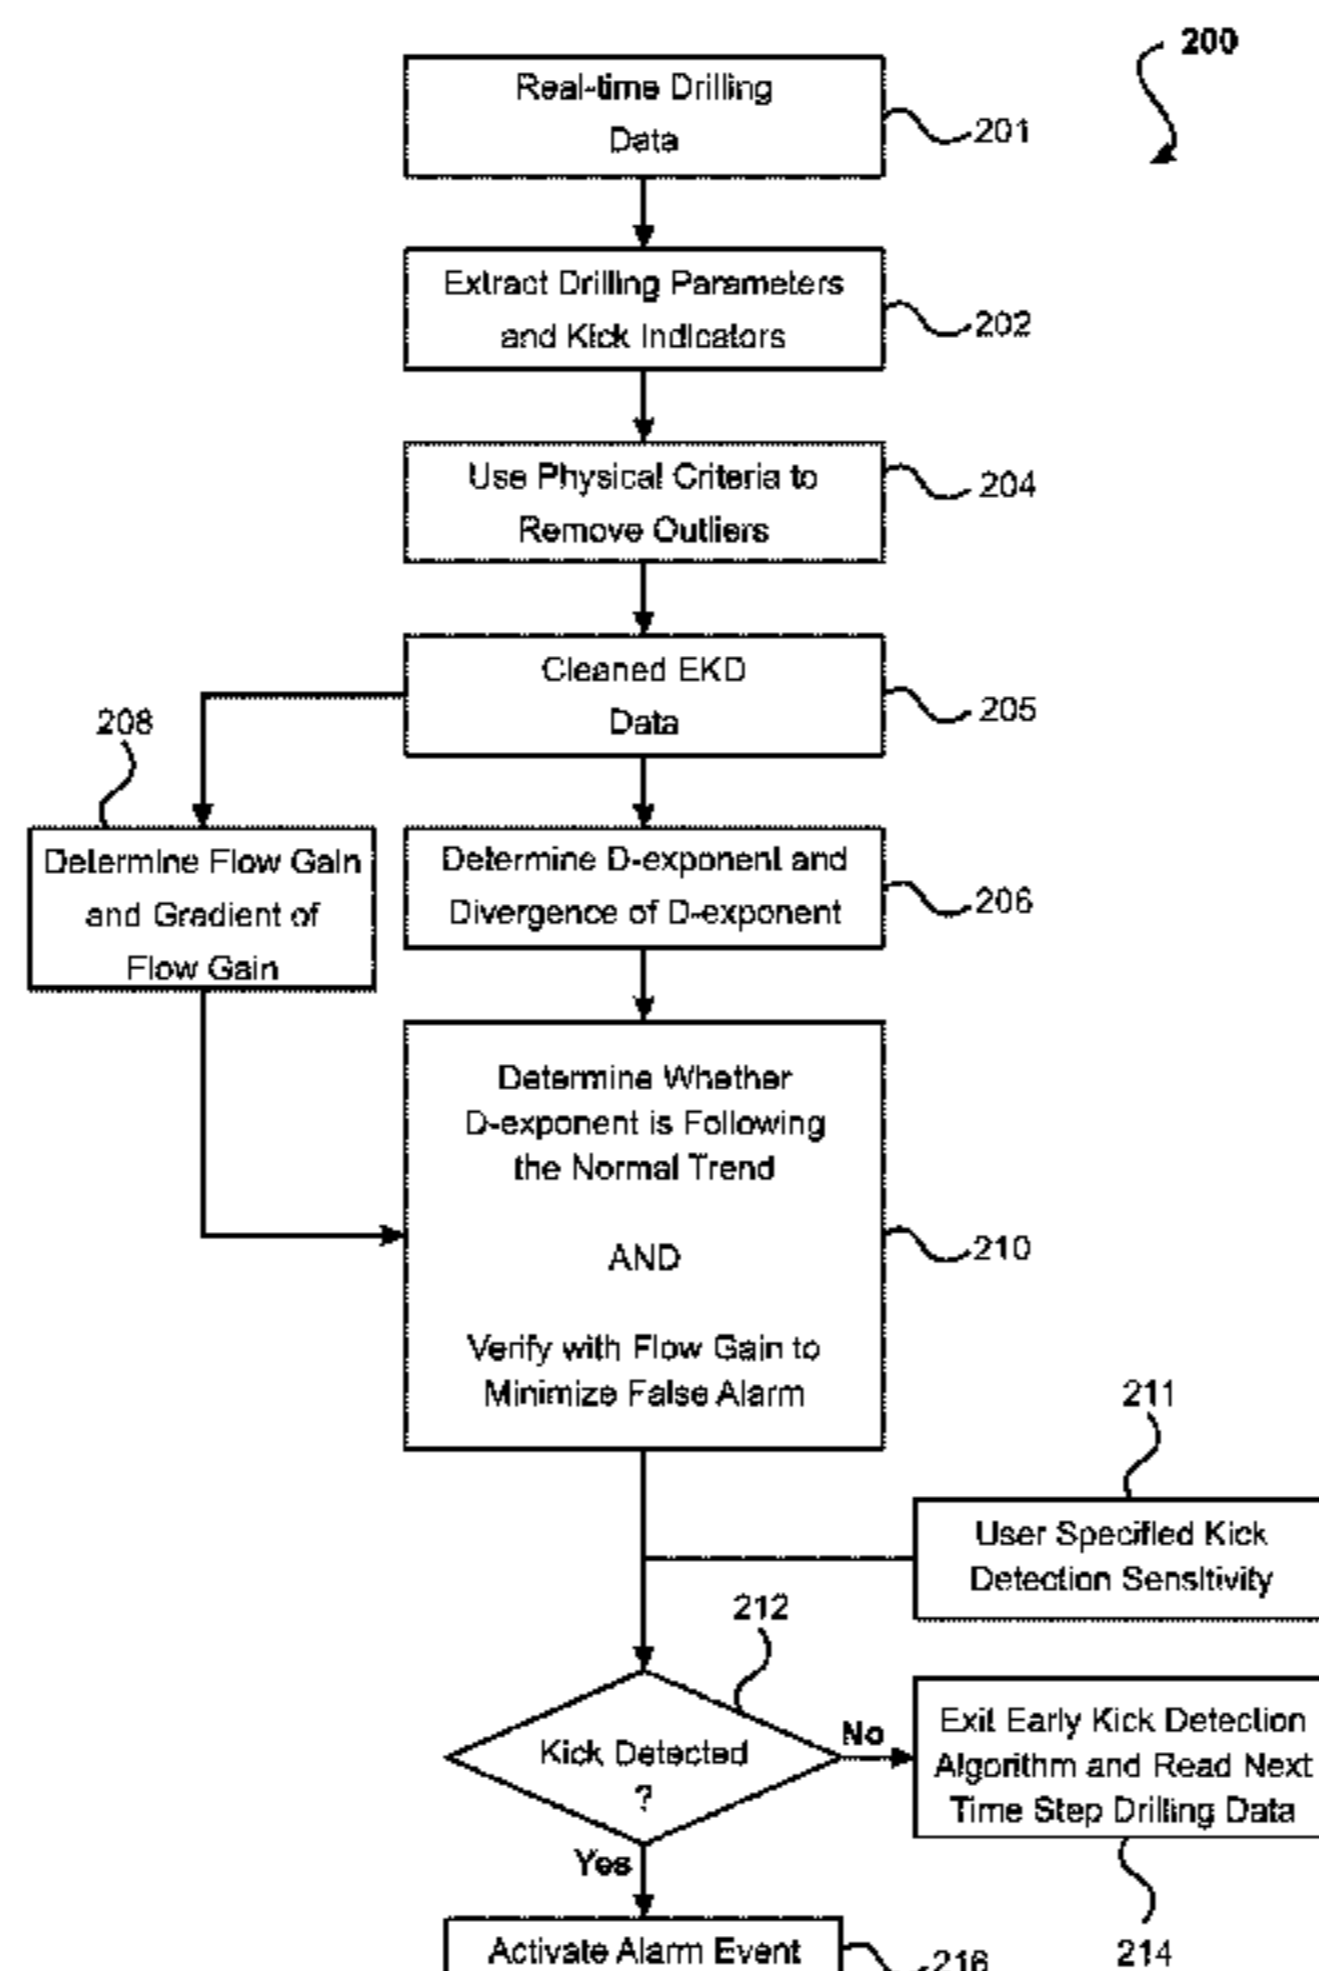 200
Real-time Drilling
Data
201
Extract Drilling Parameters
and Kick Indicators
202
Use Physical Criteria to
Remove Outliers
204
Cleaned EKD
Data
205
208
Determine Flow Gain
and Gradient of
Flow Gain
Determine D-exponent and
Divergence of D-exponent
206
Determine Whether
D-exponent is Following
the Normal Trend
AND
Verify with Flow Gain to
Minimize False Alarm
210
211
User Specified Kick
Detection Sensitivity
212
Kick Detected
?
No
Exit Early Kick Detection
Algorithm and Read Next
Time Step Drilling Data
214
Yes
Activate Alarm Event
216